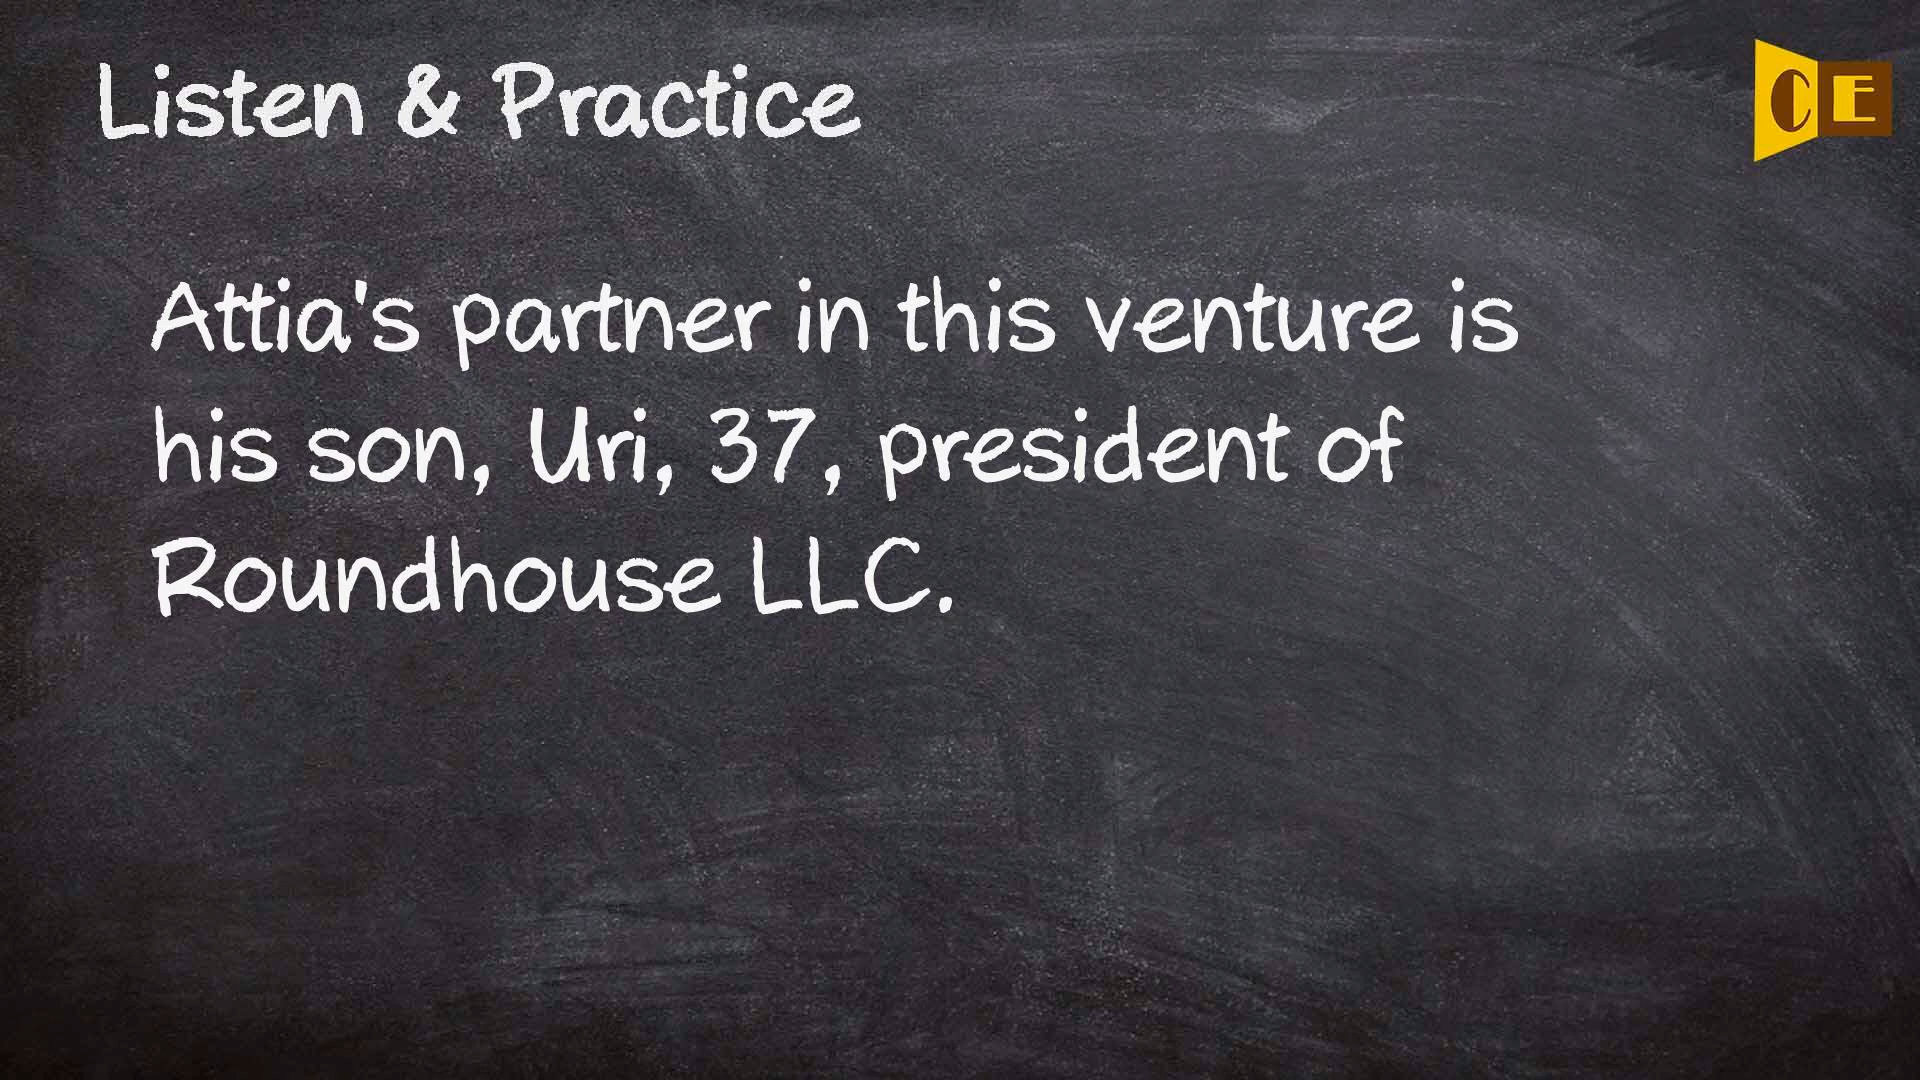 Listen & Practice
CE
Attia's partner in this venture is
his son, Uri, 37, president of
Roundhouse LLC.